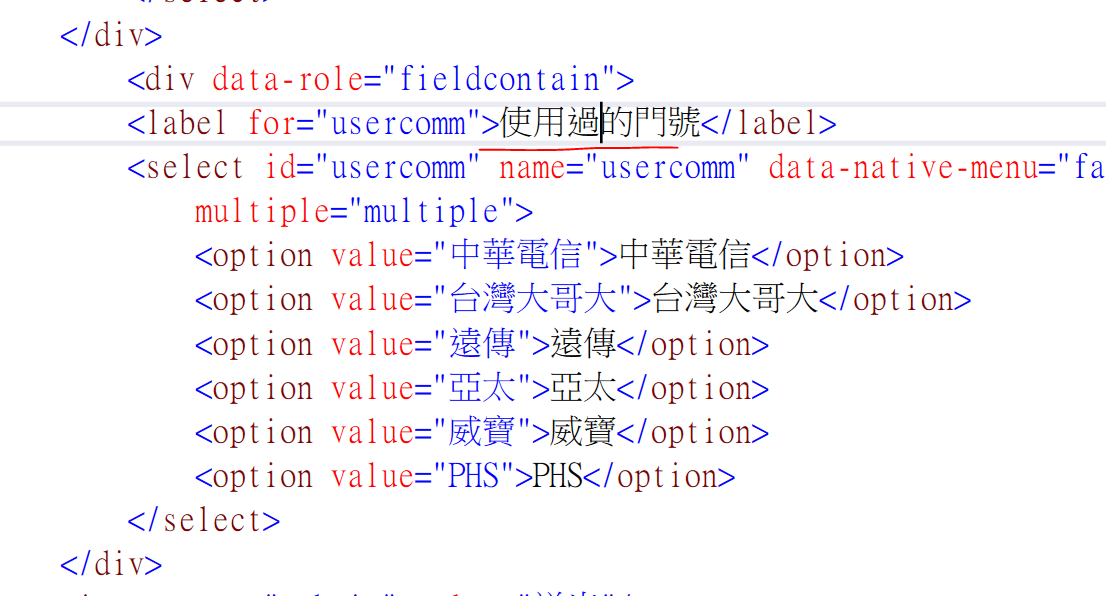 </div>
<div data-role="fieldcontain">
<label for="usercomm">使用過的門號</label>
<select id="usercomm" name="usercomm" data-native-menu="fa
multiple="multiple">
<option value="中華電信">中華電信</option>
<option value="台灣大哥大">台灣大哥大</option>
<option value="遠傳">遠傳</option>
<option value="亞太">亞太</option>
<option value="威寶">威寶</option>
<option value="PHS">PHS</option>
</select>
</div>